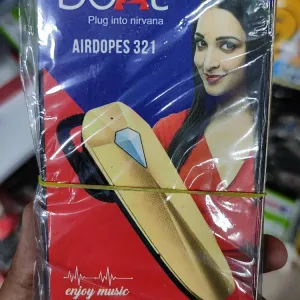 boAt
Plug into nirvana
AIRDOPES 321
enjoy music